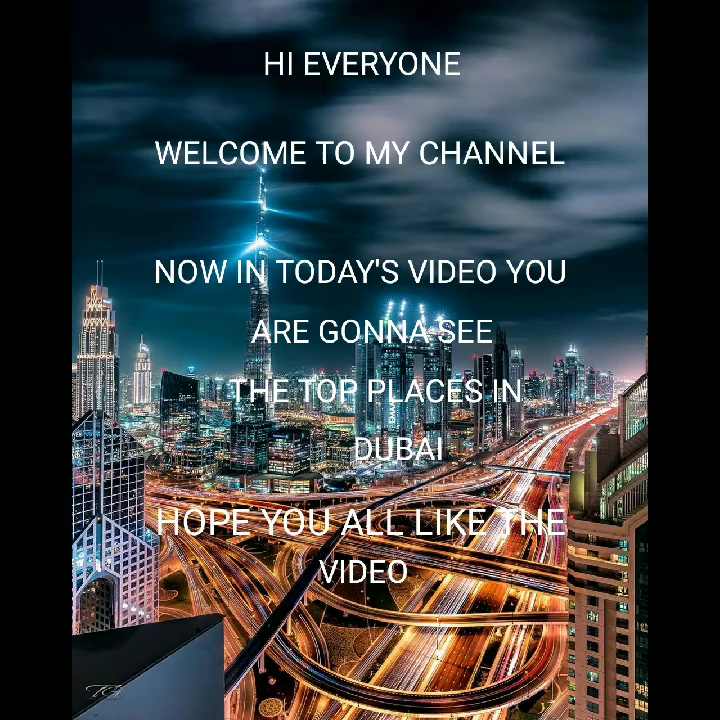 HI EVERYONE
WELCOME TO MY CHANNEL
NOW IN TODAY'S VIDEO YOU
ARE GONNA SEE
THE TOP PLACES IN
DUBAI
HOPE YOU ALL LIKE THE
VIDEO